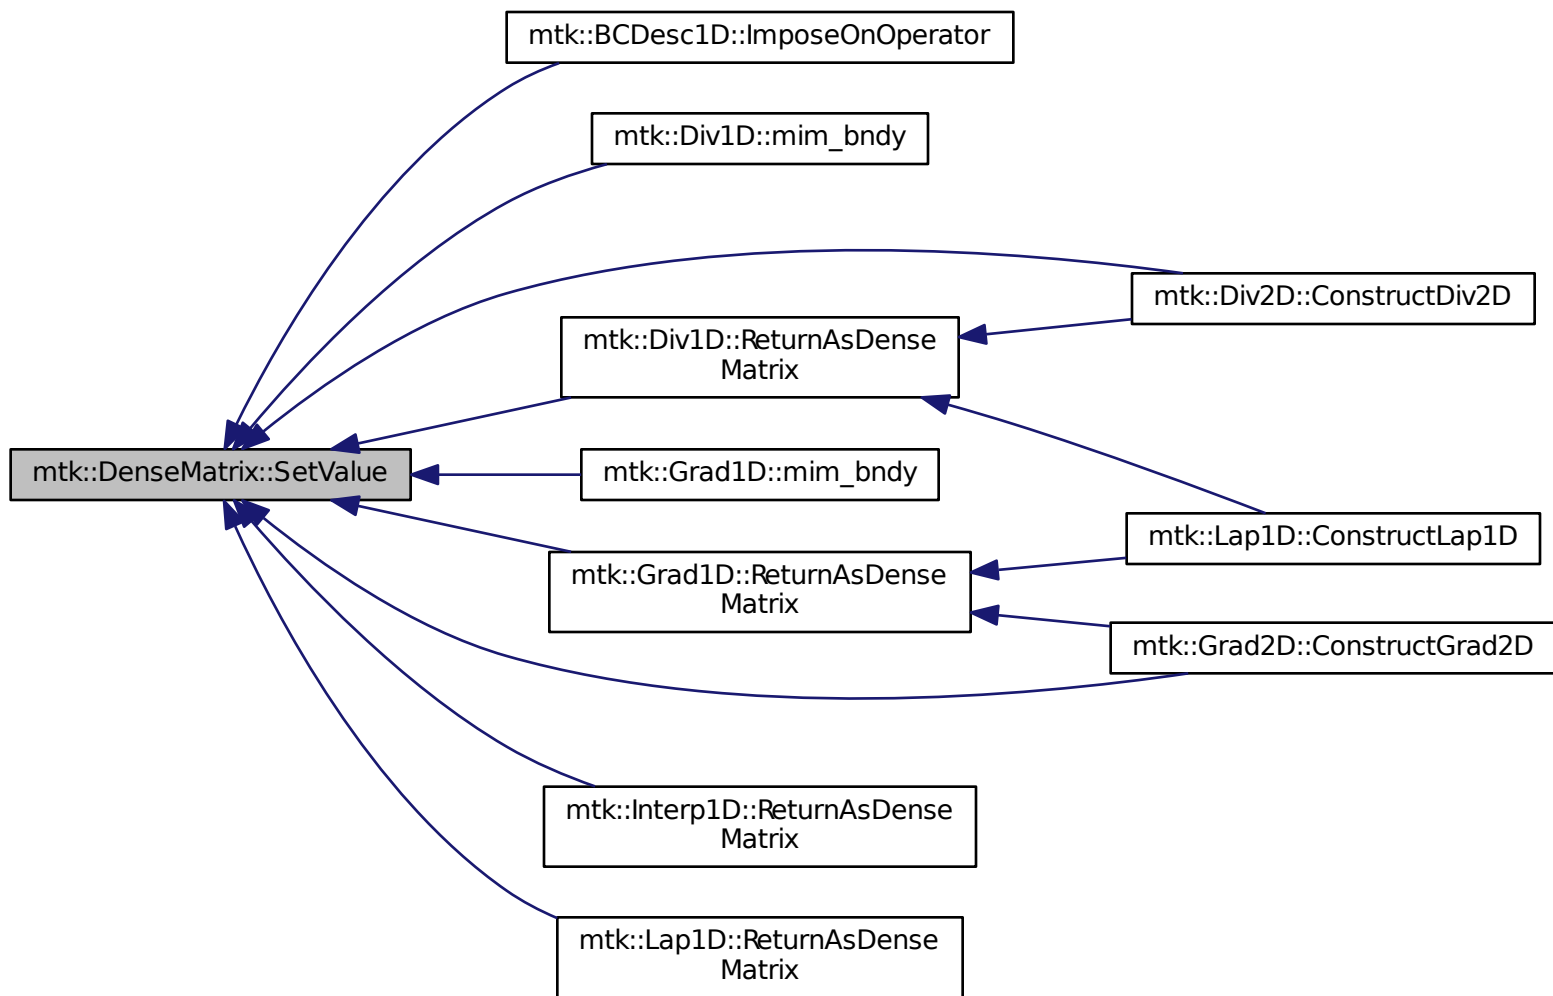 mtk::BCDesc1D::ImposeOnOperator
mtk::Div1D::mim_bndy
mtk::Div2D::ConstructDiv2D
mtk::Div1D::ReturnAsDense
Matrix
mtk::DenseMatrix::SetValue
mtk::Grad1D::mim_bndy
mtk::Lap1D::ConstructLap1D
mtk::Grad1D::ReturnAsDense
Matrix
mtk::Grad2D::ConstructGrad2D
mtk::Interp1D::ReturnAsDense
Matrix
mtk::Lap1D::ReturnAsDense
Matrix